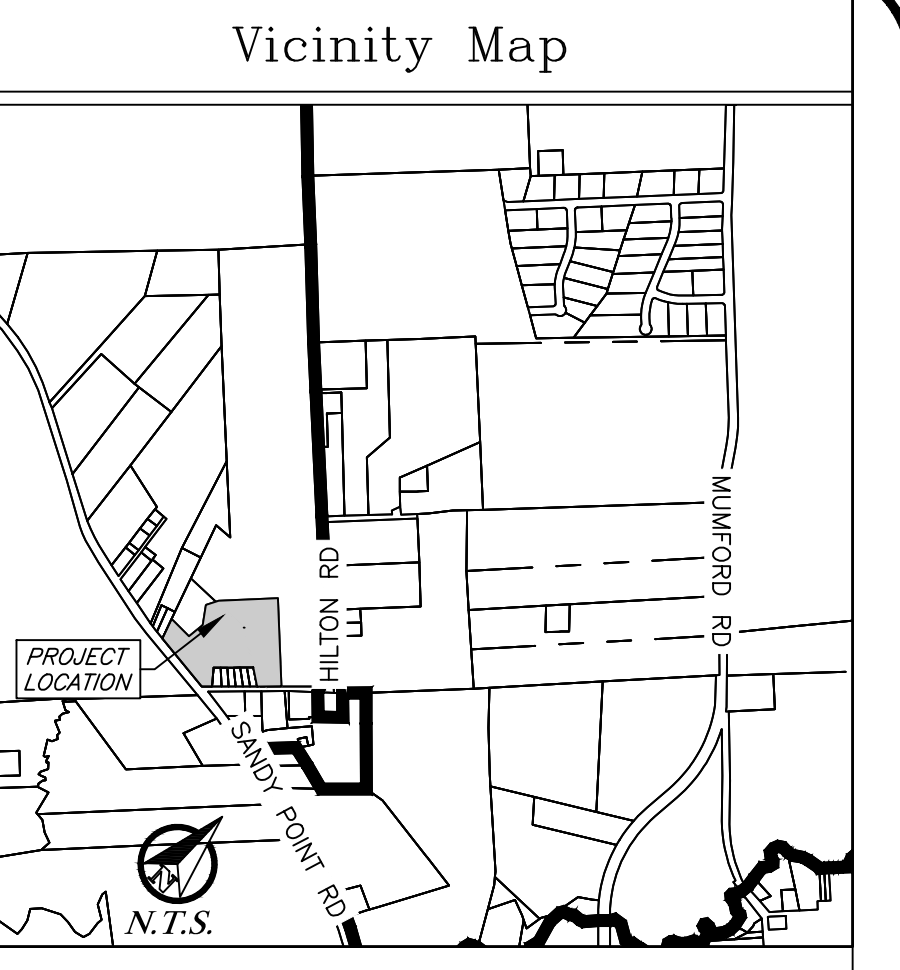 Vicinity Map
MUMFORD RD
HILTON RD
PROJECT
LOCATION
SANDY POINT RD
N
N.T.S.